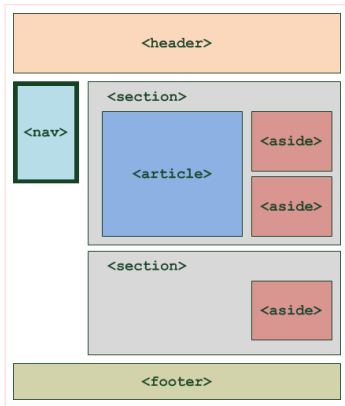 <header>
<nav>
<section>
<article>
<aside>
<aside>
<section>
<aside>
<footer>